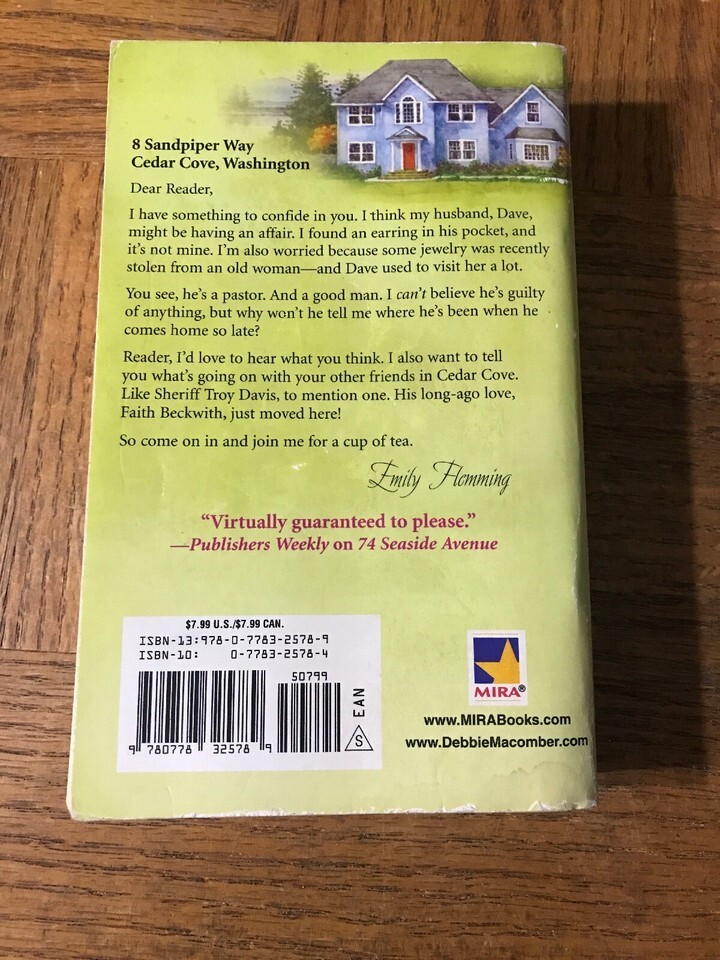 8 Sandpiper Way
Cedar Cove, Washington
Dear Reader,
I have something to confide in you. I think my husband, Dave,
might be having an affair. I found an earring in his pocket, and
it's not mine. I'm also worried because some jewelry was recently
stolen from an old woman—and Dave used to visit her a lot.
You see, he's a pastor. And a good man. I can't believe he's guilty
of anything, but why won't he tell me where he's been when he
comes home so late?
Reader, I'd love to hear what you think. I also want to tell
you what's going on with your other friends in Cedar Cove.
Like Sheriff Troy Davis, to mention one. His long-ago love,
Faith Beckwith, just moved here!
So come on in and join me for a cup of tea.
Emily Flemming
“Virtually guaranteed to please.”
—Publishers Weekly on 74 Seaside Avenue
$7.99 U.S./$7.99 CAN.
ISBN-13:978-0-7783-2578-9
ISBN-10: 0-7783-2578-4
50799
EAN
9 780778 325789
S
MIRA®
www.MIRABooks.com
www.DebbieMacomber.com